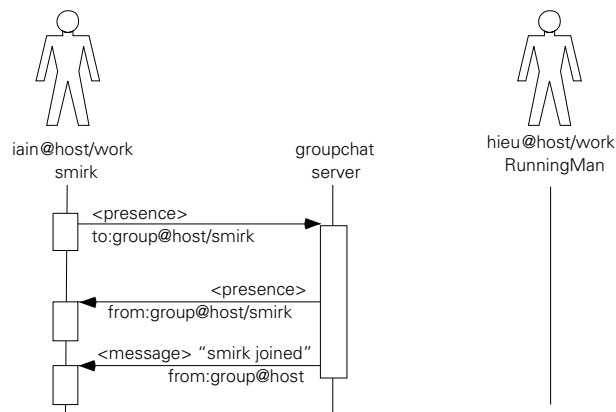 iain@host/work
smirk
groupchat
server
hieu@host/work
RunningMan
<presence>
to:group@host/smirk
<presence>
from:group@host/smirk
<message> “smirk joined”
from:group@host